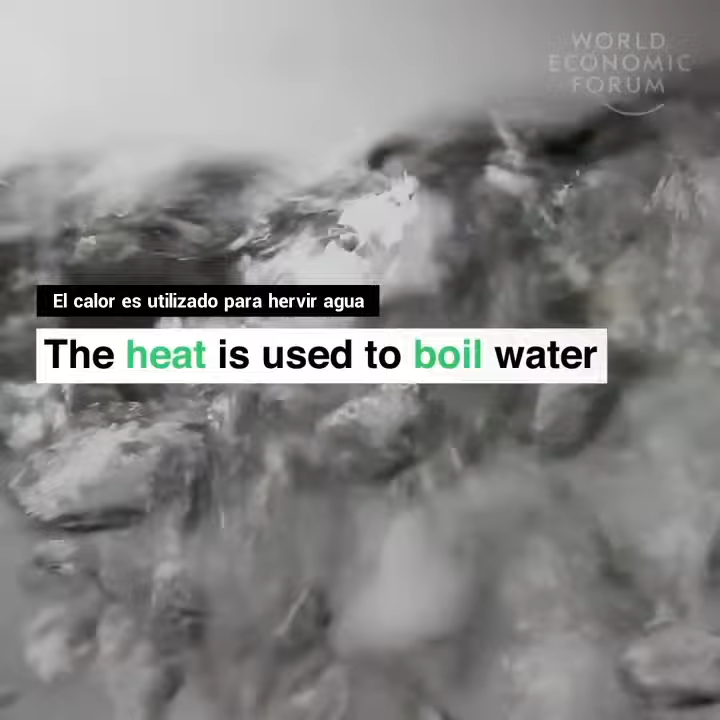 WORLD
ECONOMIC
FORUM
El calor es utilizado para hervir agua
The heat is used to boil water